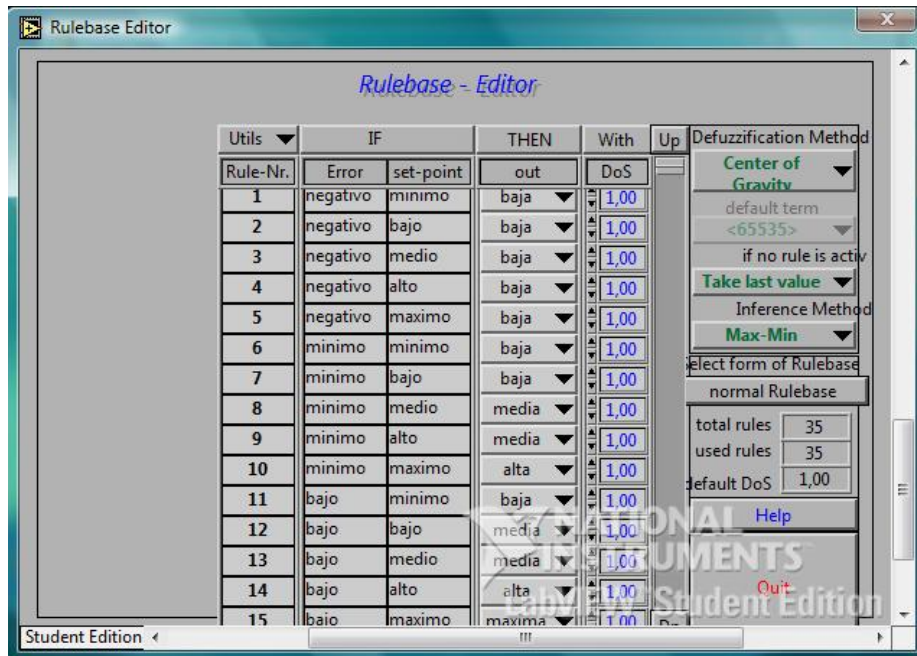 Rulebase Editor
Rulebase - Editor
Utils IF THEN With Up Defuzzification Method
Rule-Nr. Error set-point out DoS Center of Gravity
1 negativo minimo baja 1,00
default term
2 negativo bajo baja 1,00 <65535>
3 negativo medio baja 1,00 if no rule is activ
4 negativo alto baja 1,00 Take last value
5 negativo maximo baja 1,00 Inference Method
6 minimo minimo baja 1,00 Max-Min
7 minimo bajo baja 1,00 elect form of Rulebase
normal Rulebase
8 minimo medio media 1,00 total rules 35
9 minimo alto media 1,00 used rules 35
10 minimo maximo alta 1,00 default DoS 1,00
11 bajo minimo baja 1,00 Help
12 bajo bajo media 1,00
NATIONAL
13 bajo medio media 1,00
INSTRUMENTS
14 bajo alto alta 1,00 Quit
LabVIEW Student Edition
15 bajo maximo maxima 1,00
Student Edition